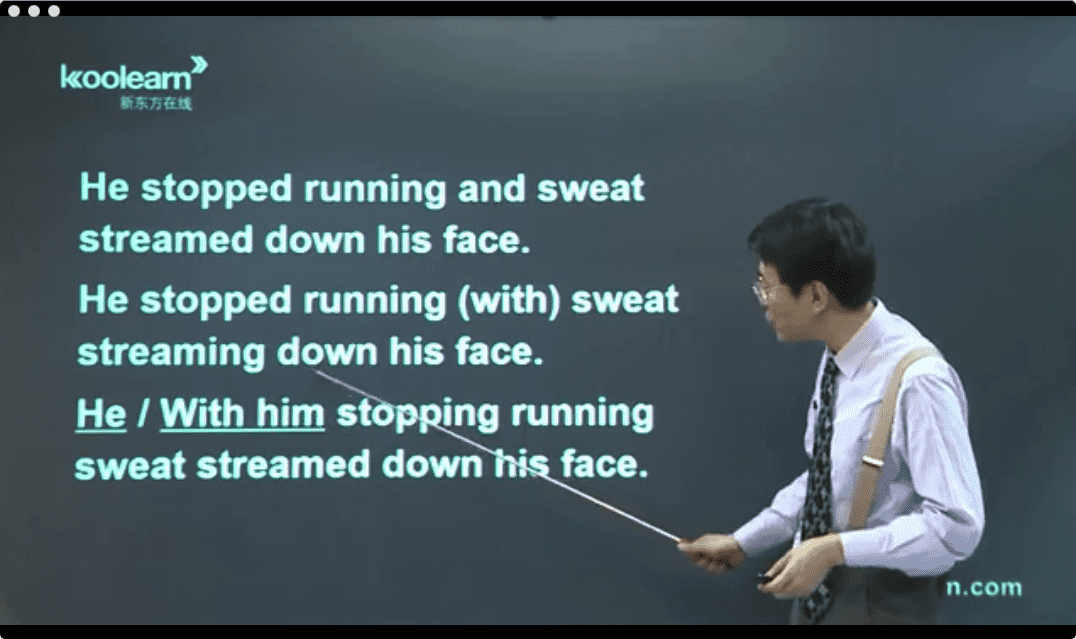 koolearn
新东方在线
He stopped running and sweat
streamed down his face.
He stopped running (with) sweat
streaming down his face.
He / With him stopping running
sweat streamed down his face.
n.com